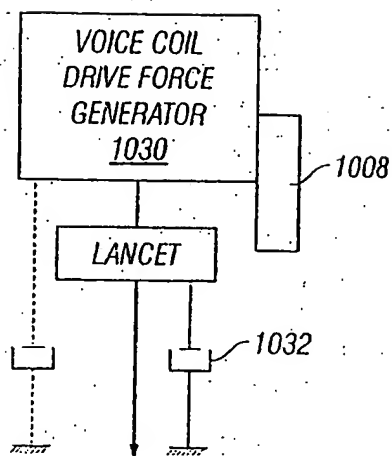 VOICE COIL
DRIVE FORCE
GENERATOR
1030
1008
LANCET
1032